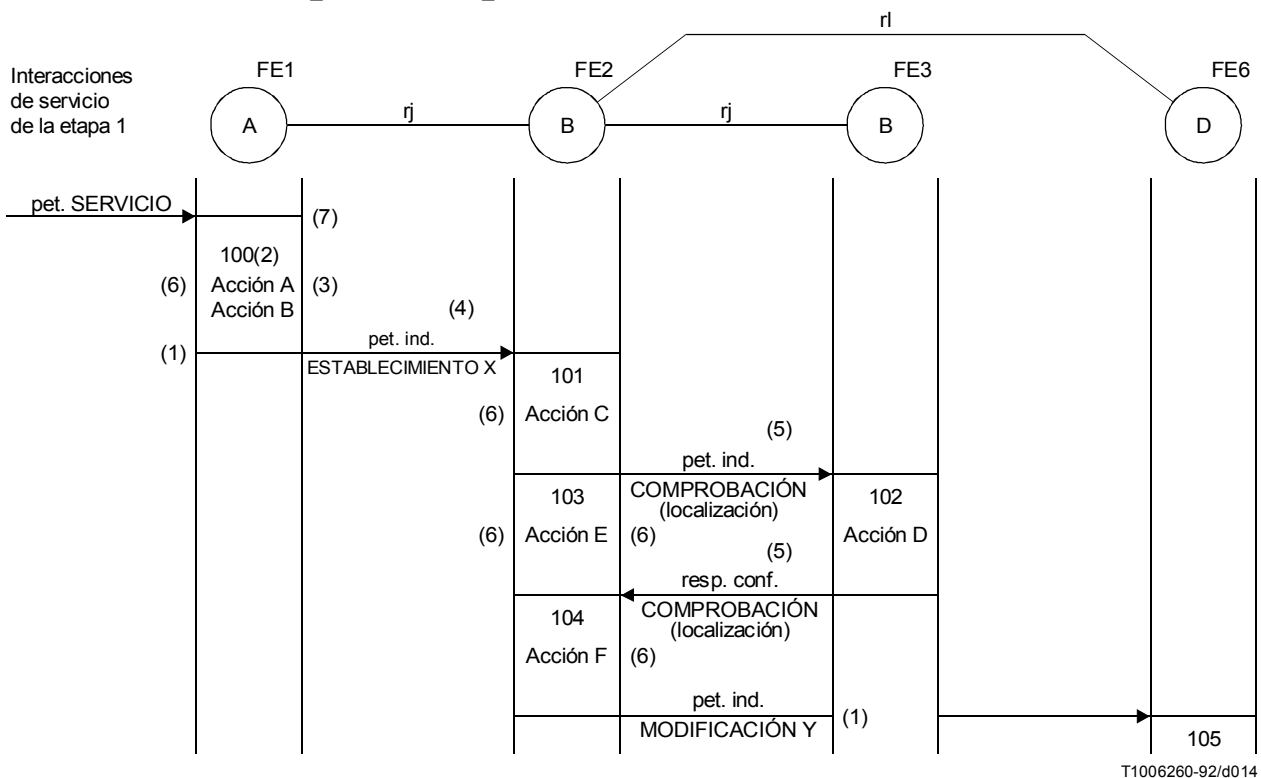 rl
Interacciones
de servicio
de la etapa 1
FE1
FE2
FE3
FE6
A
rj
B
rj
B
D
pet. SERVICIO
(7)
100(2)
(6)
Acción A
(3)
Acción B
(4)
(1)
pet. ind.
ESTABLECIMIENTO X
101
(6)
Acción C
(5)
pet. ind.
103
COMPROBACIÓN
(localización)
102
(6)
Acción E
(6)
Acción D
(5)
resp. conf.
104
COMPROBACIÓN
(localización)
Acción F
(6)
pet. ind.
MODIFICACIÓN Y
(1)
105
T1006260-92/d014